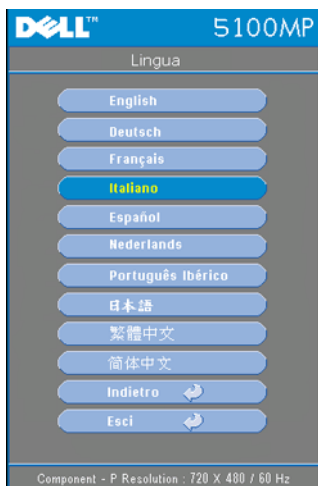 DELL™ 5100MP
Lingua
English
Deutsch
Français
Italiano
Español
Nederlands
Português Ibérico
日本語
繁體中文
简体中文
Indietro
Esci
Component - P Resolution : 720 X 480 / 60 Hz